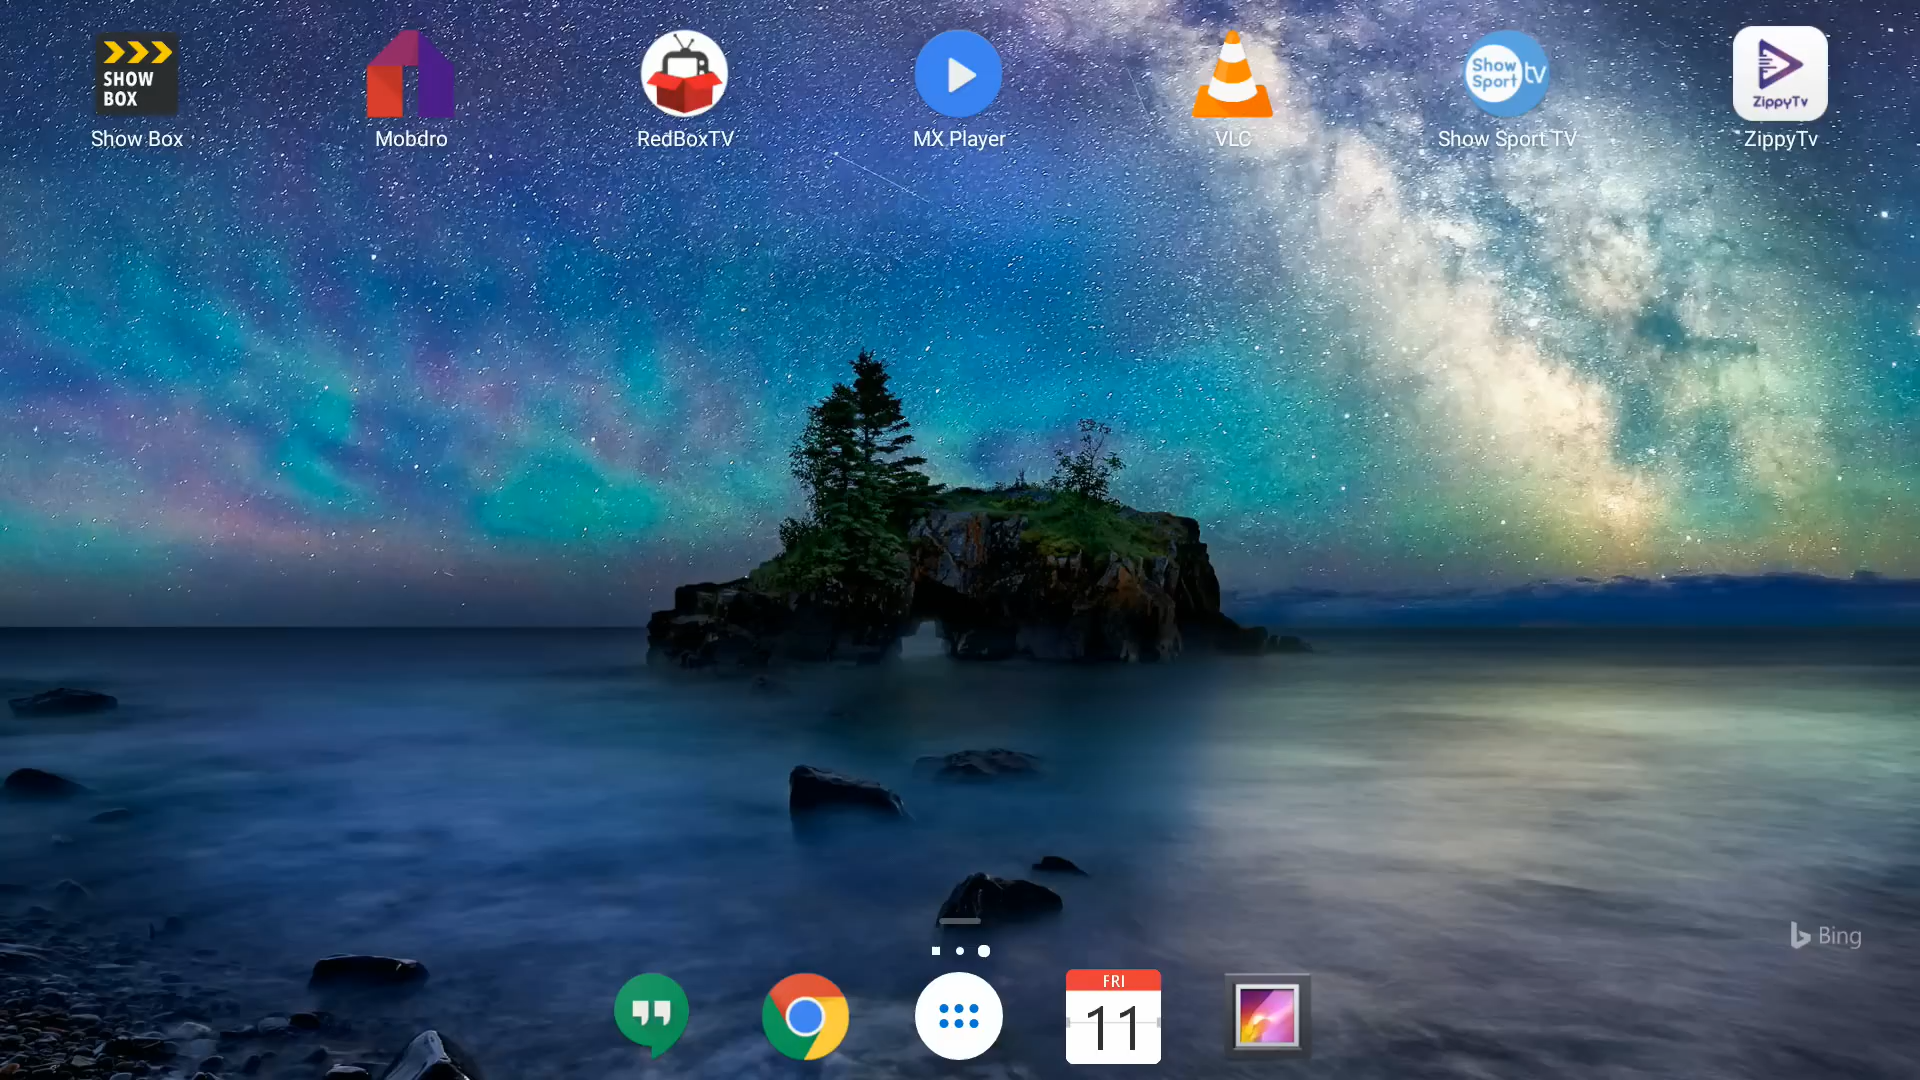 SHOW
BOX
Show Box
Mobdro
RedBoxTV
MX Player
VLC
Show
Sport tv
Show Sport TV
ZippyTv
ZippyTv
Bing
FRI
11